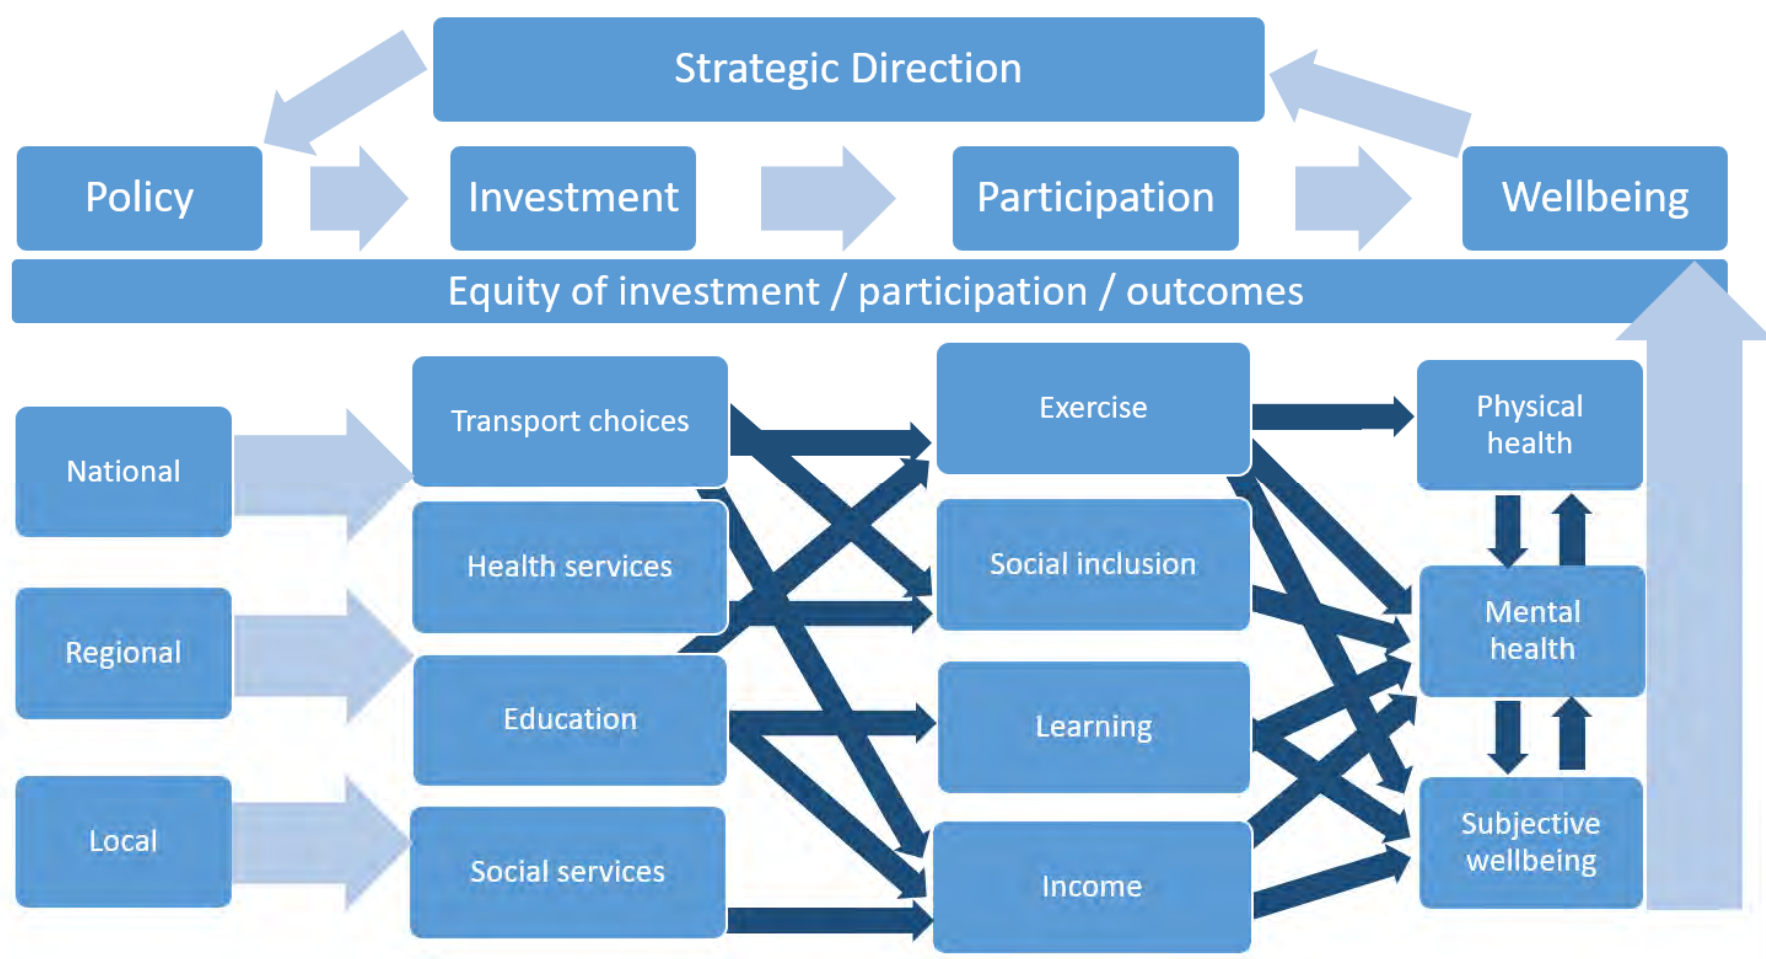 Strategic Direction
Policy
Investment
Participation
Wellbeing
Equity of investment / participation / outcomes
National
Regional
Local
Transport choices
Health services
Education
Social services
Exercise
Social inclusion
Learning
Income
Physical
health
Mental
health
Subjective
wellbeing